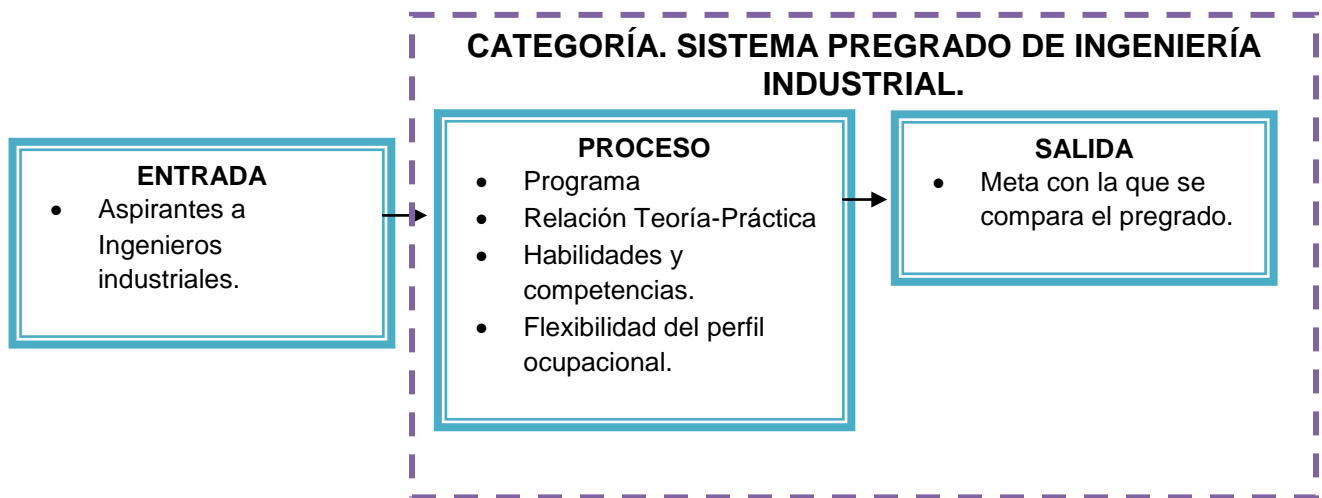 CATEGORÍA. SISTEMA PREGRADO DE INGENIERÍA
INDUSTRIAL.
ENTRADA
• Aspirantes a
Ingenieros
industriales.
PROCESO
• Programa
• Relación Teoría-Práctica
• Habilidades y
competencias.
• Flexibilidad del perfil
ocupacional.
SALIDA
• Meta con la que se
compara el pregrado.